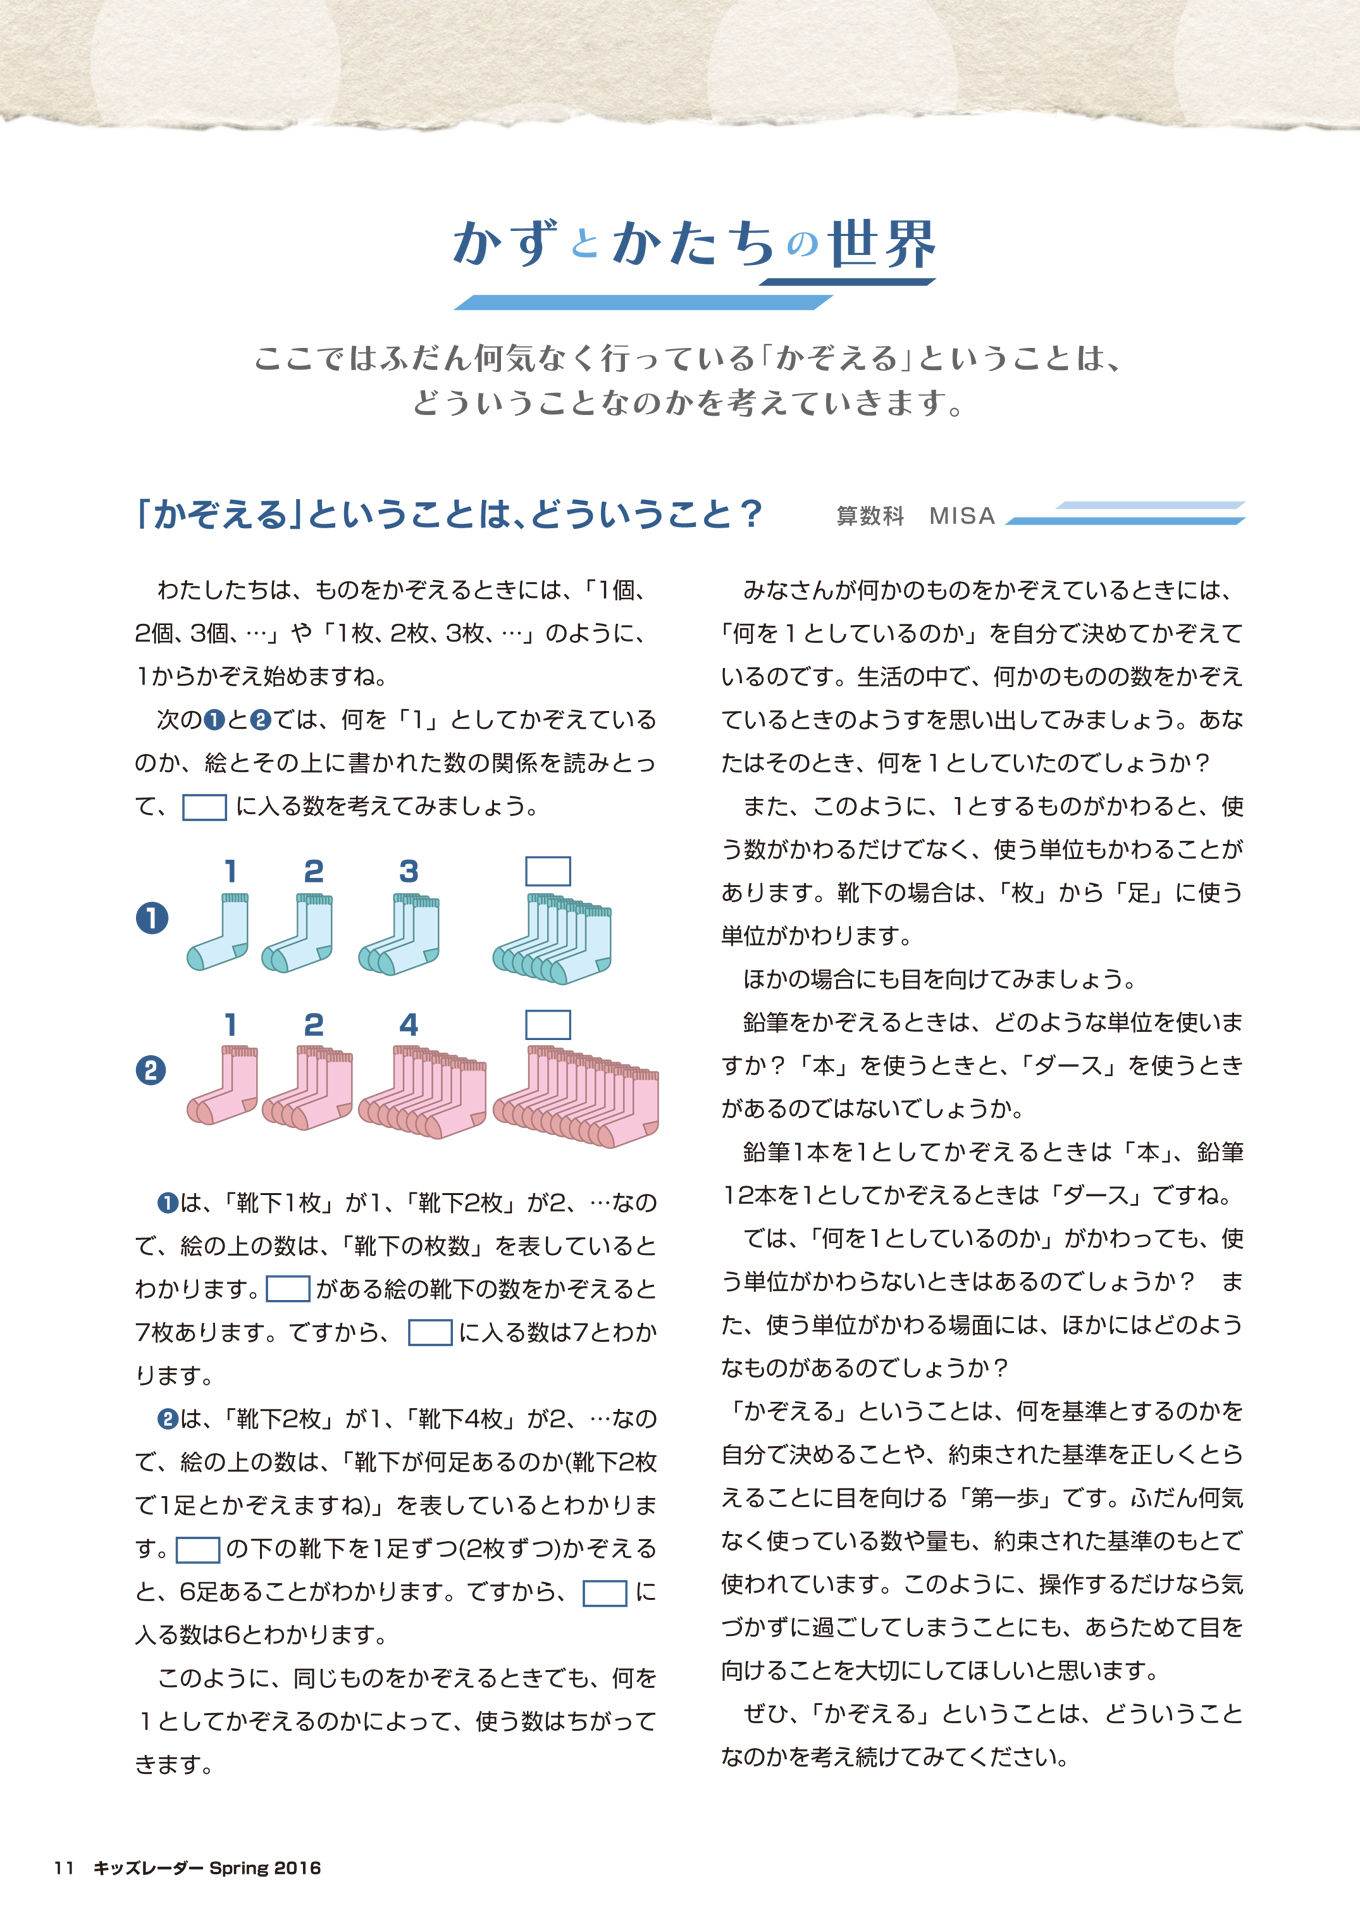 かずとかたちの世界
ここではふだん何気なく行っている「かぞえる」ということは、
どういうことなのかを考えていきます。
「かぞえる」ということは、どういうこと？
算数科　MISA
わたしたちは、ものをかぞえるときには、「1個、
2個、3個、…」や「1枚、2枚、3枚、…」のように、
1からかぞえ始めますね。
次の❶と❷では、何を「1」としてかぞえている
のか、絵とその上に書かれた数の関係を読みとっ
て、□に入る数を考えてみましょう。
1 2 3 □
❶
1 2 4 □
❷
❶は、「靴下1枚」が1、「靴下2枚」が2、…なの
で、絵の上の数は、「靴下の枚数」を表していると
わかります。□がある絵の靴下の数をかぞえると
7枚あります。ですから、□に入る数は7とわか
ります。
❷は、「靴下2枚」が1、「靴下4枚」が2、…なの
で、絵の上の数は、「靴下が何足あるのか(靴下2枚
で1足とかぞえますね)」を表しているとわかりま
す。□の下の靴下を1足ずつ(2枚ずつ)かぞえる
と、6足あることがわかります。ですから、□に
入る数は6とわかります。
このように、同じものをかぞえるときでも、何を
１としてかぞえるのかによって、使う数はちがって
きます。
みなさんが何かのものをかぞえているときには、
「何を１としているのか」を自分で決めてかぞえて
いるのです。生活の中で、何かのものの数をかぞえ
ているときのようすを思い出してみましょう。あな
たはそのとき、何を１としていたのでしょうか？
また、このように、1とするものがかわると、使
う数がかわるだけでなく、使う単位もかわることが
あります。靴下の場合は、「枚」から「足」に使う
単位がかわります。
ほかの場合にも目を向けてみましょう。
鉛筆をかぞえるときは、どのような単位を使いま
すか？「本」を使うときと、「ダース」を使うとき
があるのではないでしょうか。
鉛筆1本を1としてかぞえるときは「本」、鉛筆
12本を1としてかぞえるときは「ダース」ですね。
では、「何を1としているのか」がかわっても、使
う単位がかわらないときはあるのでしょうか？　ま
た、使う単位がかわる場面には、ほかにはどのよう
なものがあるのでしょうか？
「かぞえる」ということは、何を基準とするのかを
自分で決めることや、約束された基準を正しくとら
えることに目を向ける「第一歩」です。ふだん何気
なく使っている数や量も、約束された基準のもとで
使われています。このように、操作するだけなら気
づかずに過ごしてしまうことにも、あらためて目を
向けることを大切にしてほしいと思います。
ぜひ、「かぞえる」ということは、どういうこと
なのかを考え続けてみてください。
11　キッズレーダー Spring 2016